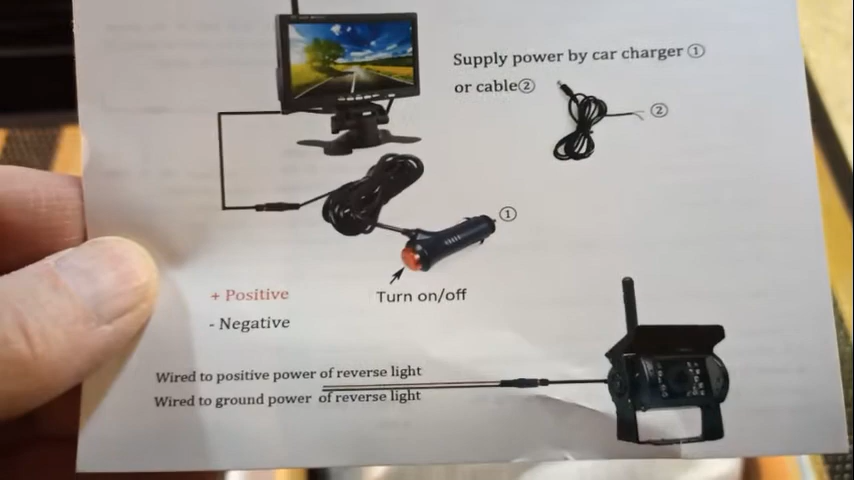 Supply power by car charger ①
or cable②
②
①
Turn on/off
+ Positive
- Negative
Wired to positive power of reverse light
Wired to ground power of reverse light